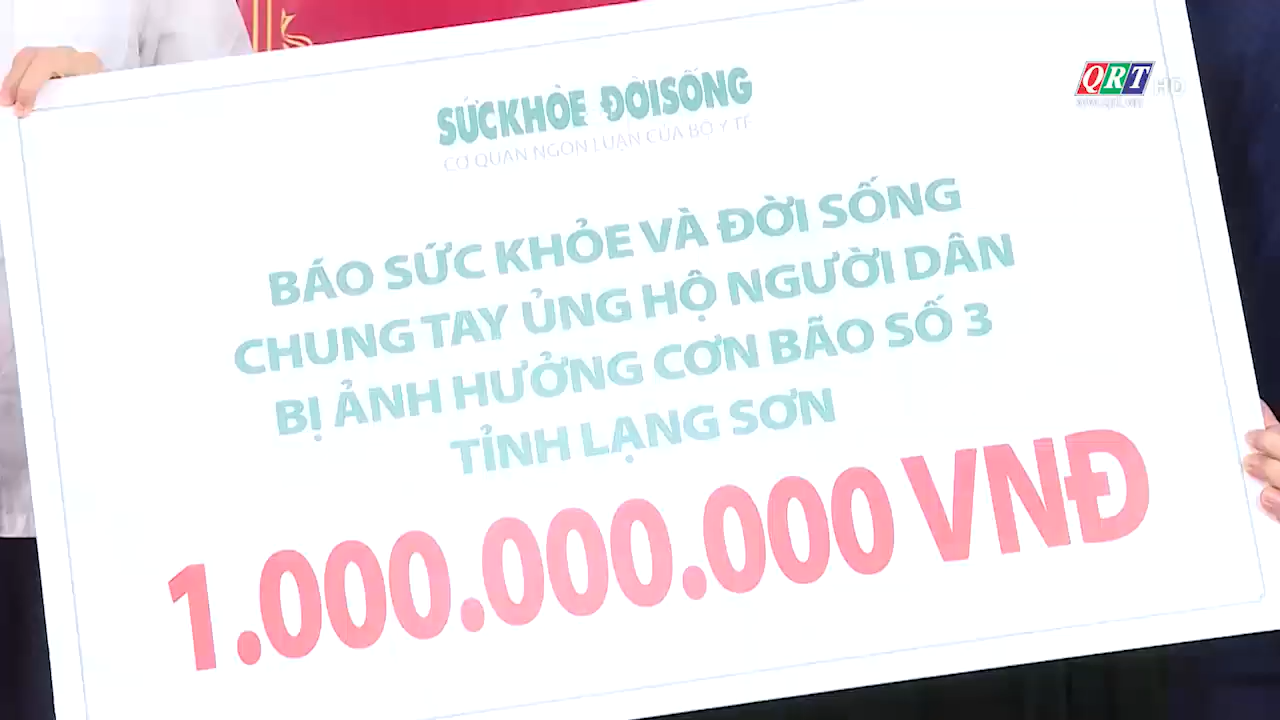 SỨCKHỎE ĐỜISỐNG
CƠ QUAN NGÔN LUẬN CỦA BỘ Y TẾ
QRT HD
BÁO SỨC KHỎE VÀ ĐỜI SỐNG
CHUNG TAY ỦNG HỘ NGƯỜI DÂN
BỊ ẢNH HƯỞNG CƠN BÃO SỐ 3
TỈNH LẠNG SƠN
1.000.000.000 VNĐ